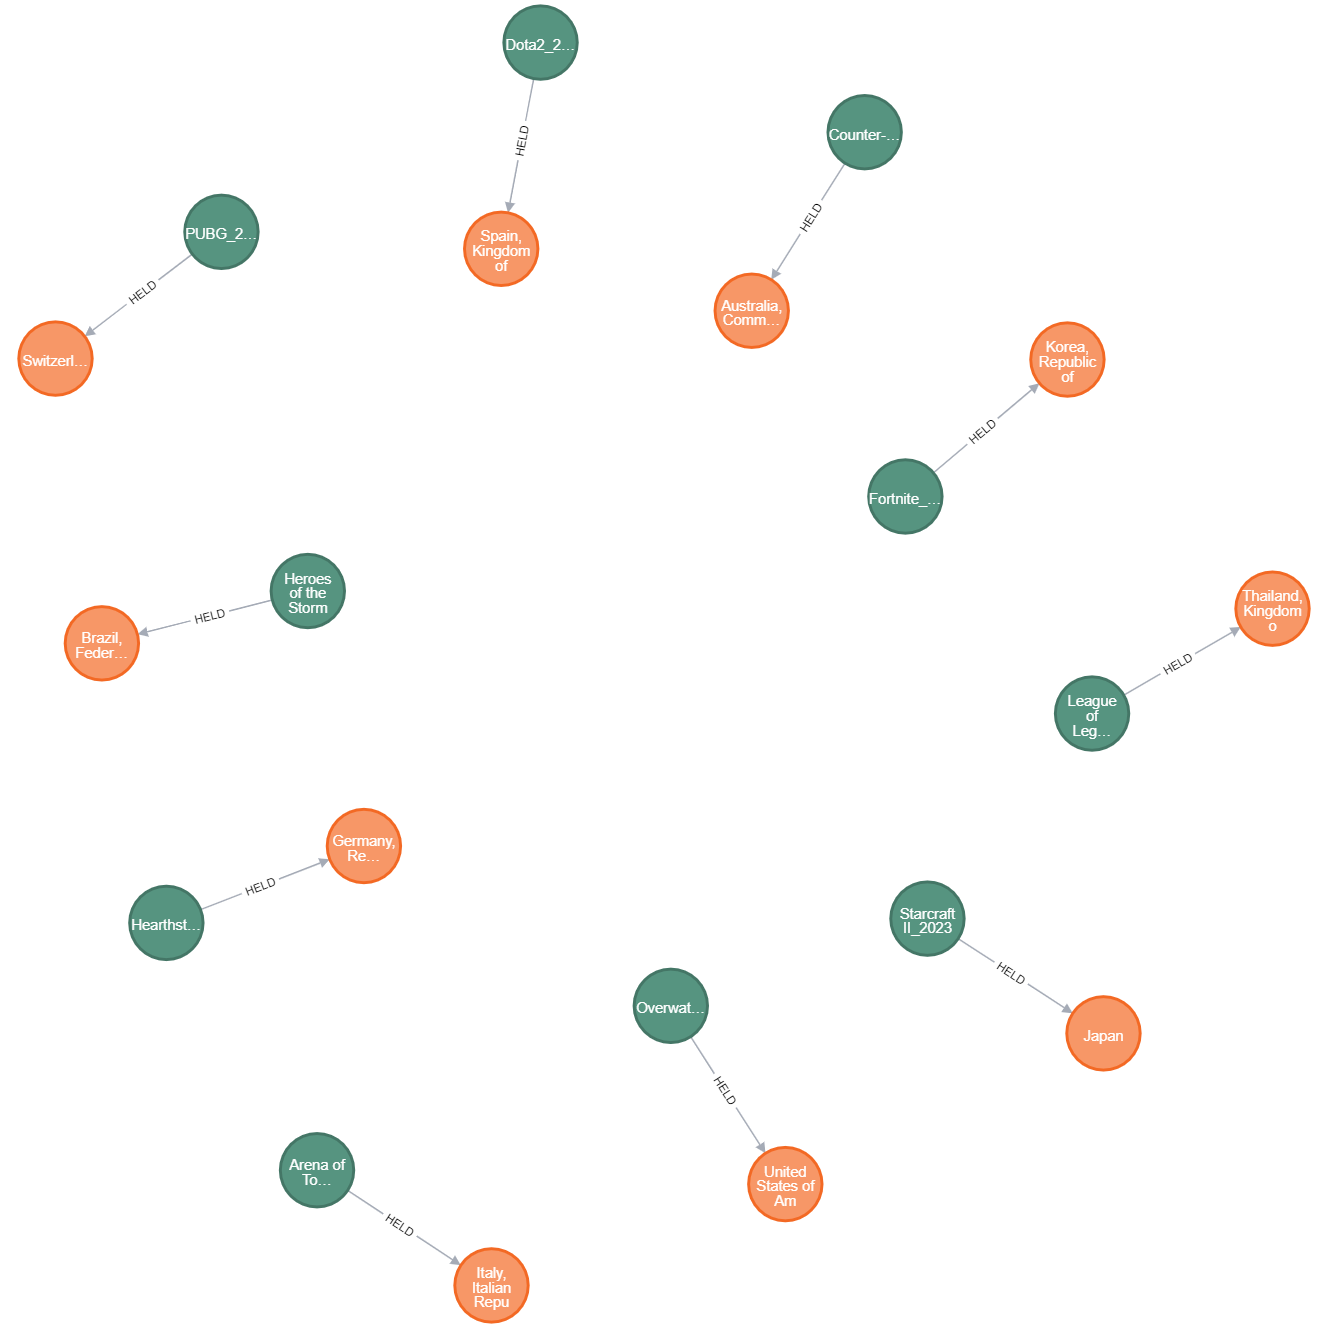 Dota2_2...
HELD
Spain,
Kingdom
of
Counter-...
HELD
Australia,
Comm...
PUBG_2...
HELD
Switzerl...
Korea,
Republic
of
HELD
Fortnite_...
Heroes
of the
Storm
HELD
Brazil,
Feder...
Thailand,
Kingdom
o
HELD
League
of
Leg...
Germany,
Re...
HELD
Hearthst...
Starcraft
II_2023
HELD
Japan
Overwat...
HELD
United
States of
Am
Arena of
To...
HELD
Italy,
Italian
Repu